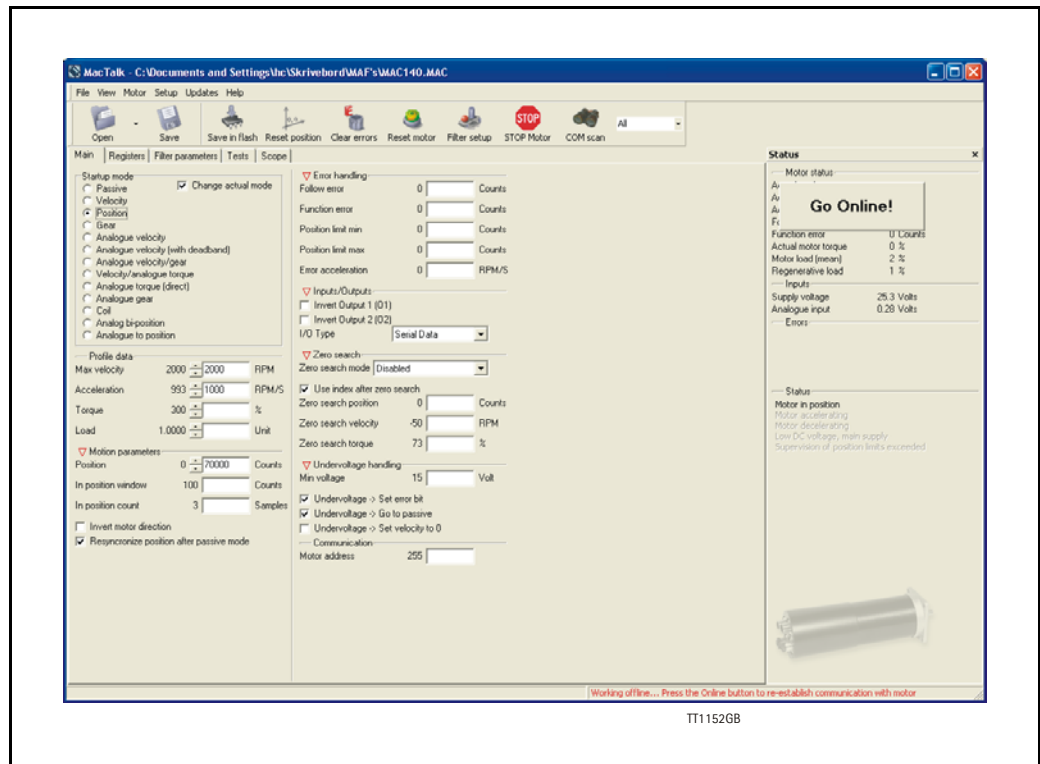 MacTalk - C:\Documents and Settings\hc\Skrivebord\MAF's\MAC140.MAC
File View Motor Setup Updates Help
Open Save Save in flash Reset position Clear errors Reset motor Filter setup STOP Motor COM scan All
STOP
Main Registers Filter parameters Tests Scope
Startup mode
Change actual mode
Passive
Velocity
Position
Gear
Analogue velocity
Analogue velocity (with deadband)
Analogue velocity/gear
Velocity/analogue torque
Analogue torque (direct)
Analogue gear
Coil
Analog bi-position
Analogue to position
Profile data
Max velocity 2000 2000 RPM
Acceleration 993 1000 RPM/S
Torque 300 %
Load 1.0000 Unit
Motion parameters
Position 0 70000 Counts
In position window 100 Counts
In position count 3 Samples
Invert motor direction
Resyncronize position after passive mode
Error handling
Follow error 0 Counts
Function error 0 Counts
Position limit min 0 Counts
Position limit max 0 Counts
Error acceleration 0 RPM/S
Inputs/Outputs
Invert Output 1 (O1)
Invert Output 2 (O2)
I/O Type Serial Data
Zero search
Zero search mode Disabled
Use index after zero search
Zero search position 0 Counts
Zero search velocity -50 RPM
Zero search torque 73 %
Undervoltage handling
Min voltage 15 Volt
Undervoltage -> Set error bit
Undervoltage -> Go to passive
Undervoltage -> Set velocity to 0
Communication
Motor address 255
Status x
Motor status
Go Online!
Function error 0 Counts
Actual motor torque 0 %
Motor load (mean) 2 %
Regenerative load 1 %
Inputs
Supply voltage 25.3 Volts
Analogue input 0.28 Volts
Errors
Status
Motor in position
Motor accelerating
Motor decelerating
Low DC voltage, main supply
Supervision of position limits exceeded
Working offline... Press the Online button to re-establish communication with motor
TT1152GB